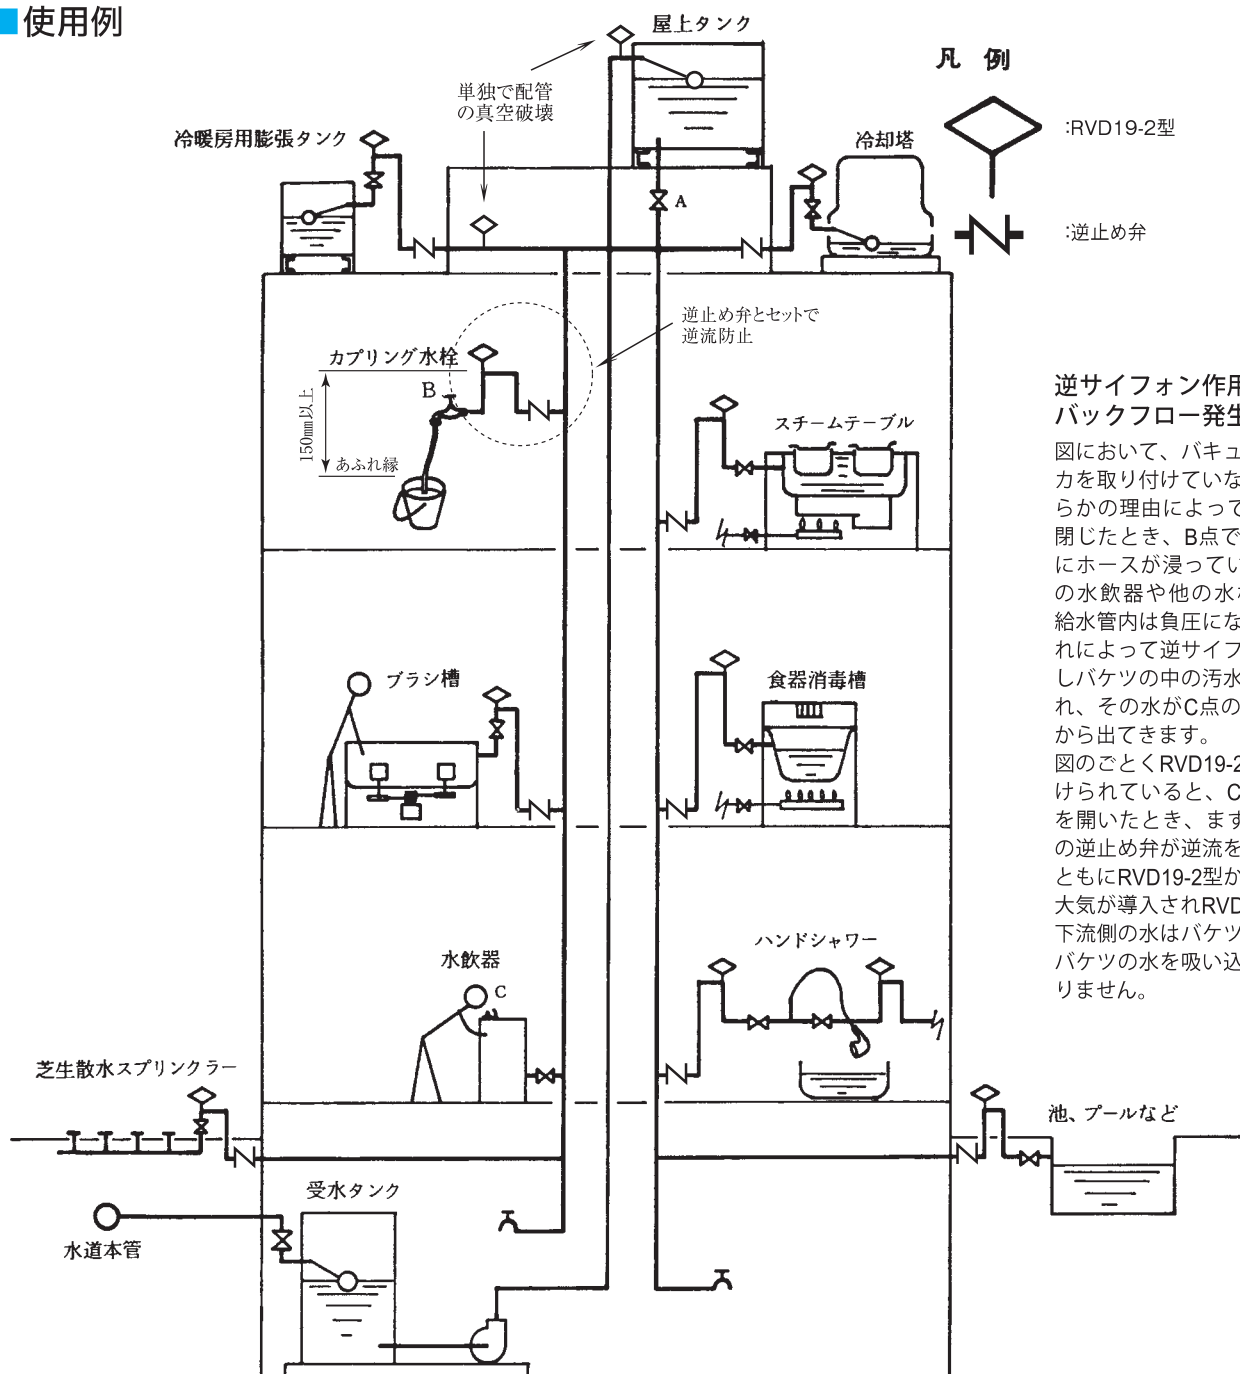 使用例
屋上タンク
凡 例
単独で配管
の真空破壊
:RVD19-2型
冷暖房用膨張タンク
冷却塔
A
:逆止め弁
逆止め弁とセットで
逆流防止
カプリング水栓
B
150mm以上
あふれ縁
スチームテーブル
逆サイフォン作用
バックフロー発生
図において、バキュ
カを取り付けていな
らかの理由によって
閉じたとき、B点で
にホースが浸ってい
の水飲器や他の水
給水管内は負圧にな
れによって逆サイフ
しバケツの中の汚水
れ、その水がC点の
から出てきます。
図のごとくRVD19-2
けられていると、C
を開いたとき、まず
の逆止め弁が逆流を
ともにRVD19-2型か
大気が導入されRVD
下流側の水はバケツ
バケツの水を吸い込
りません。
ブラシ槽
食器消毒槽
水飲器
C
ハンドシャワー
芝生散水スプリンクラー
池、プールなど
受水タンク
水道本管